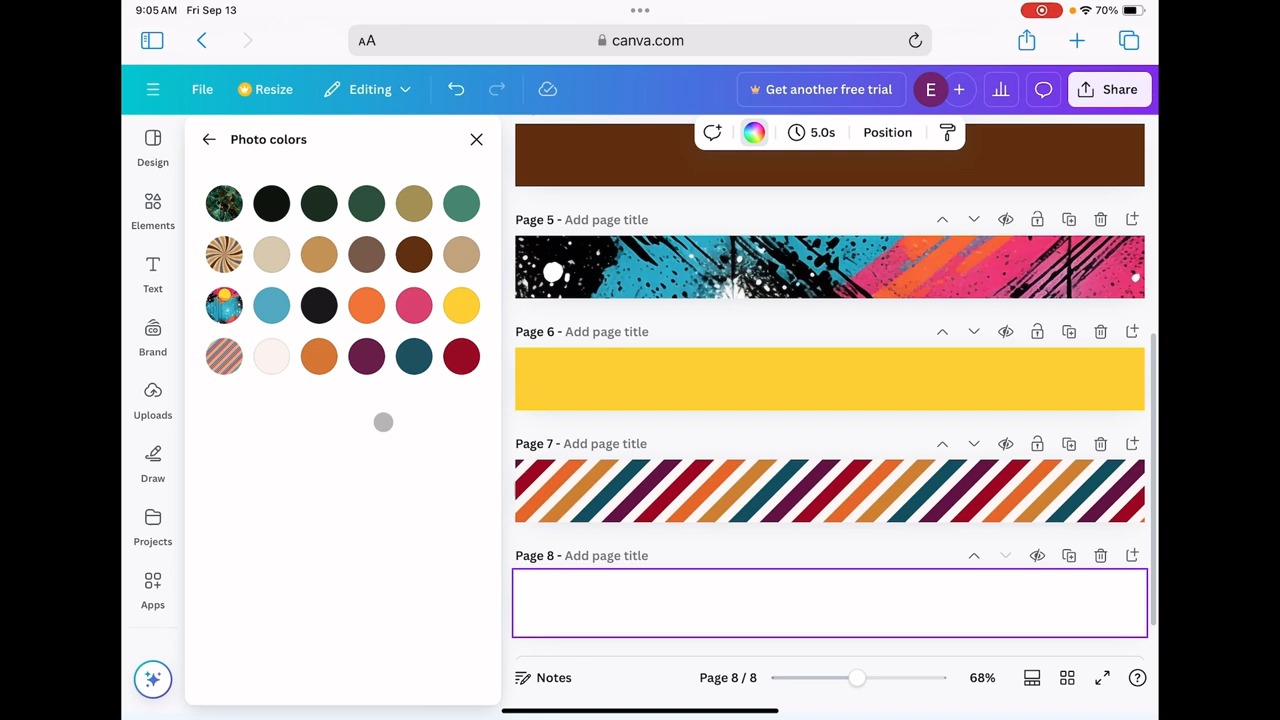 9:05 AM Fri Sep 13
70%
AA
canva.com
File
Resize
Editing
Get another free trial
E
Share
Design
Elements
Text
Brand
Uploads
Draw
Projects
Apps
Photo colors
5.0s
Position
Page 5 - Add page title
Page 6 - Add page title
Page 7 - Add page title
Page 8 - Add page title
Notes
Page 8 / 8
68%